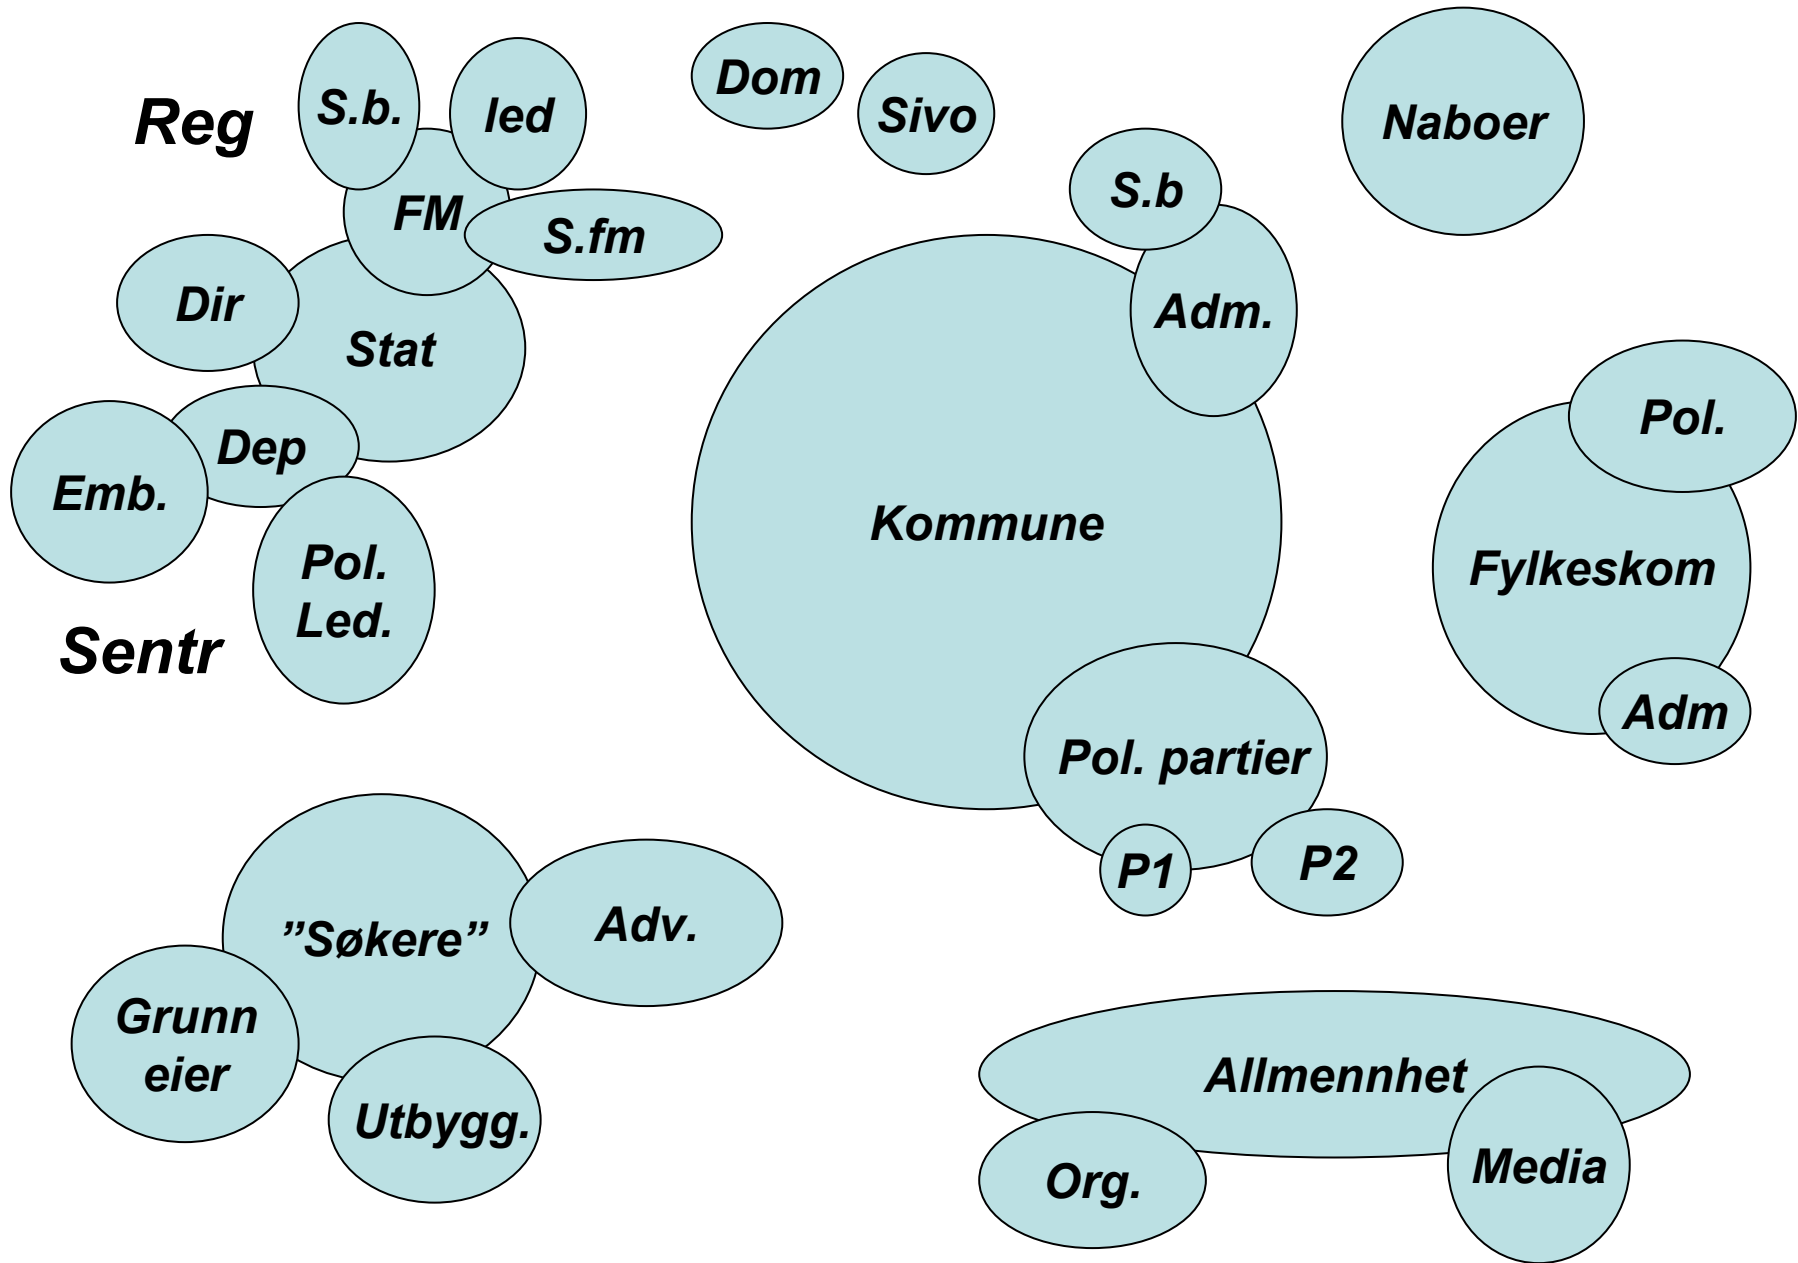 Reg
S.b.
led
FM
S.fm
Dir
Stat
Dep
Emb.
Pol.
Led.
Sentr
Dom
Sivo
Naboer
S.b
Adm.
Kommune
Pol. partier
P1
P2
Pol.
Fylkeskom
Adm
”Søkere”
Adv.
Grunn
eier
Utbygg.
Allmennhet
Org.
Media